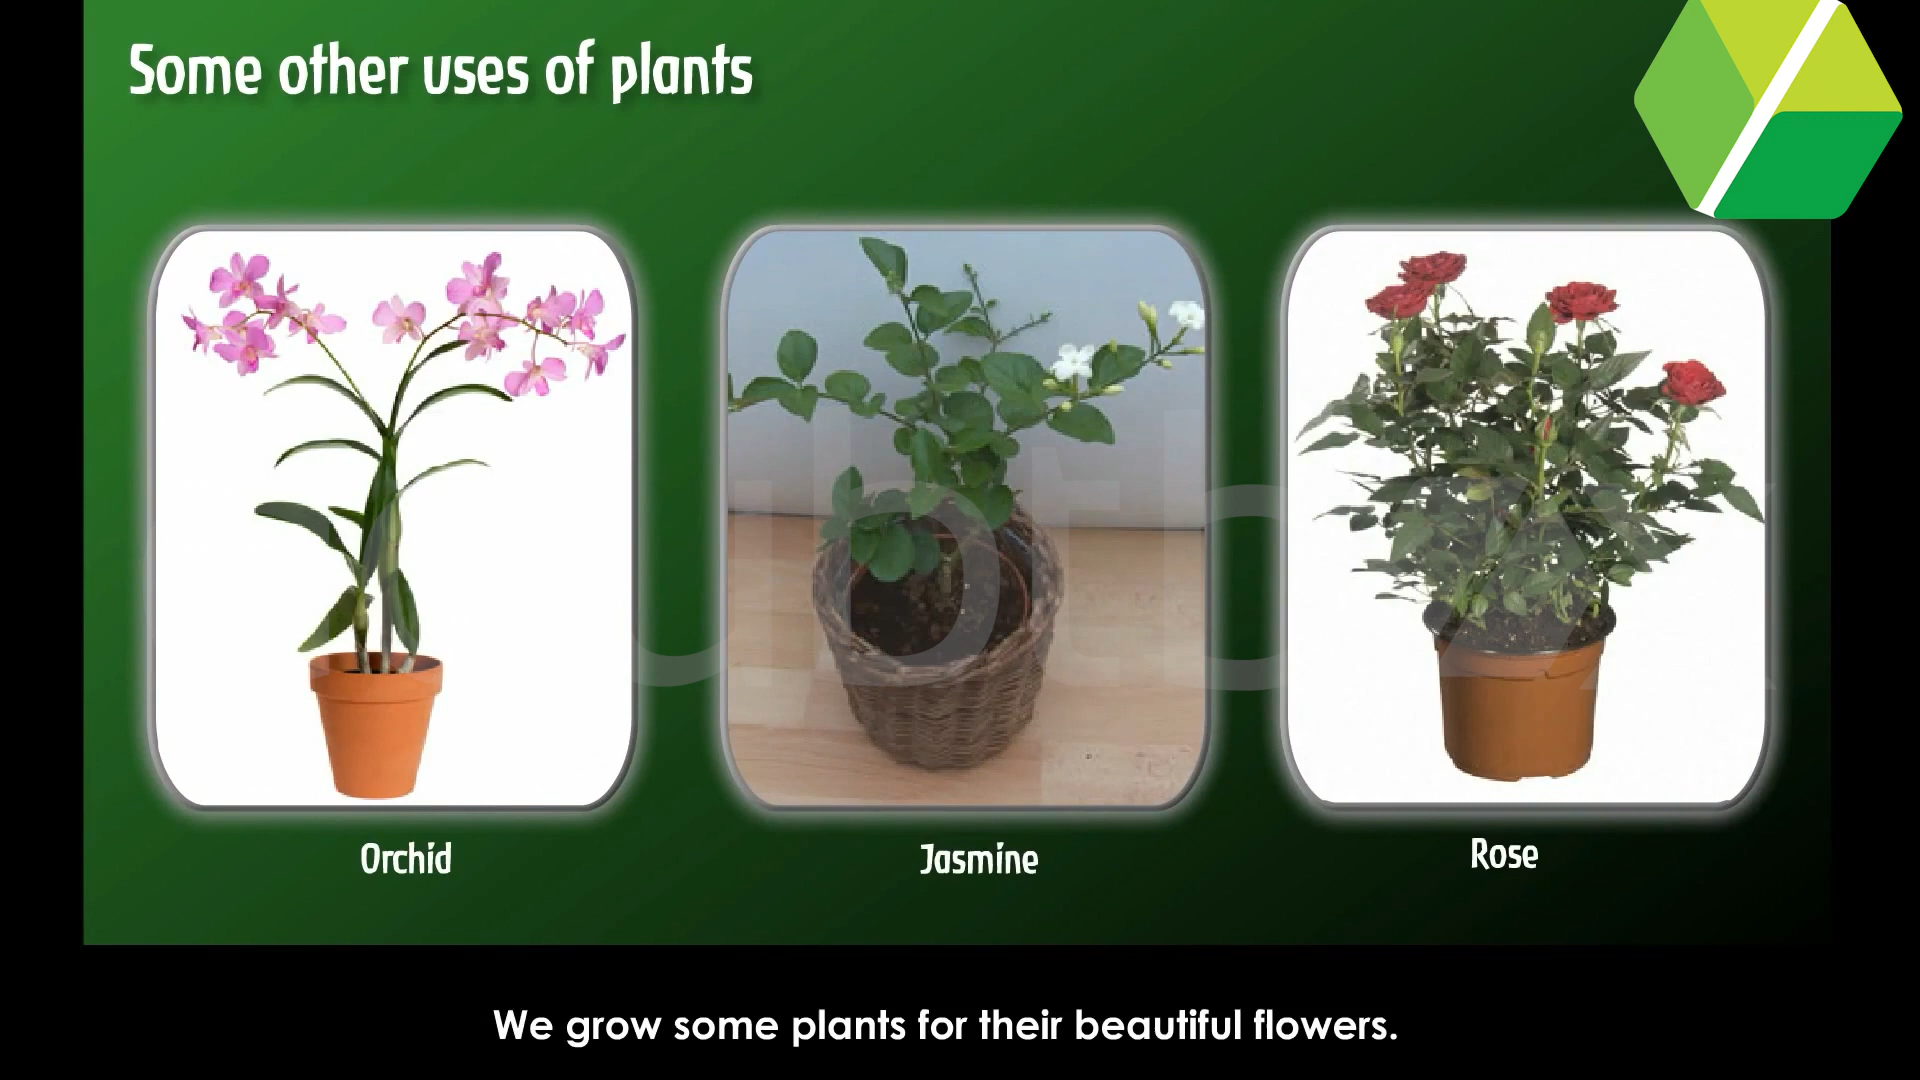 Some other uses of plants
Orchid
Jasmine
Rose
We grow some plants for their beautiful flowers.